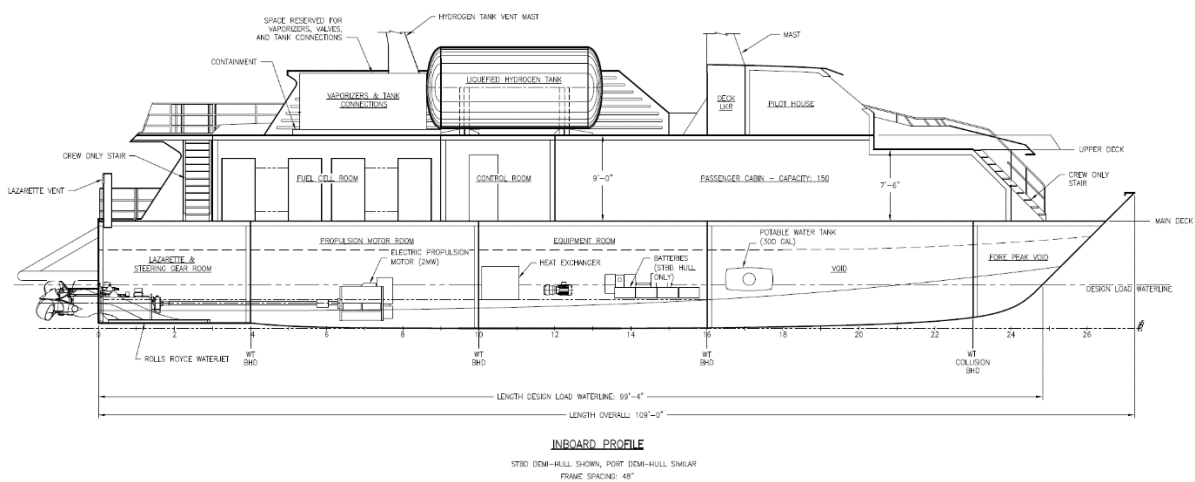 HYDROGEN TANK VENT MAST
SPACE RESERVED FOR
VAPORIZERS, VALVES,
AND TANK CONNECTIONS
MAST
CONTAINMENT
LIQUEFIED HYDROGEN TANK
VAPORIZERS & TANK
CONNECTIONS
DECK
LKR
PILOT HOUSE
UPPER DECK
CREW ONLY STAIR
LAZARETTE VENT
FUEL CELL ROOM
CONTROL ROOM
9'-0"
PASSENGER CABIN - CAPACITY: 150
7'-6"
CREW ONLY
STAIR
MAIN DECK
LAZARETTE &
STEERING GEAR ROOM
PROPULSION MOTOR ROOM
ELECTRIC PROPULSION
MOTOR (2MW)
EQUIPMENT ROOM
HEAT EXCHANGER
BATTERIES
(STBD HULL
ONLY)
POTABLE WATER TANK
(300 GAL)
VOID
FORE PEAK VOID
DESIGN LOAD WATERLINE
0 2 4 6 8 10 12 14 16 18 20 22 24 26
ROLLS ROYCE WATERJET
WT
BHD
WT
BHD
WT
BHD
WT
COLLISION
BHD
LENGTH DESIGN LOAD WATERLINE: 99'-4"
LENGTH OVERALL: 109'-0"
INBOARD PROFILE
STBD DEMI-HULL SHOWN, PORT DEMI-HULL SIMILAR
FRAME SPACING: 48"